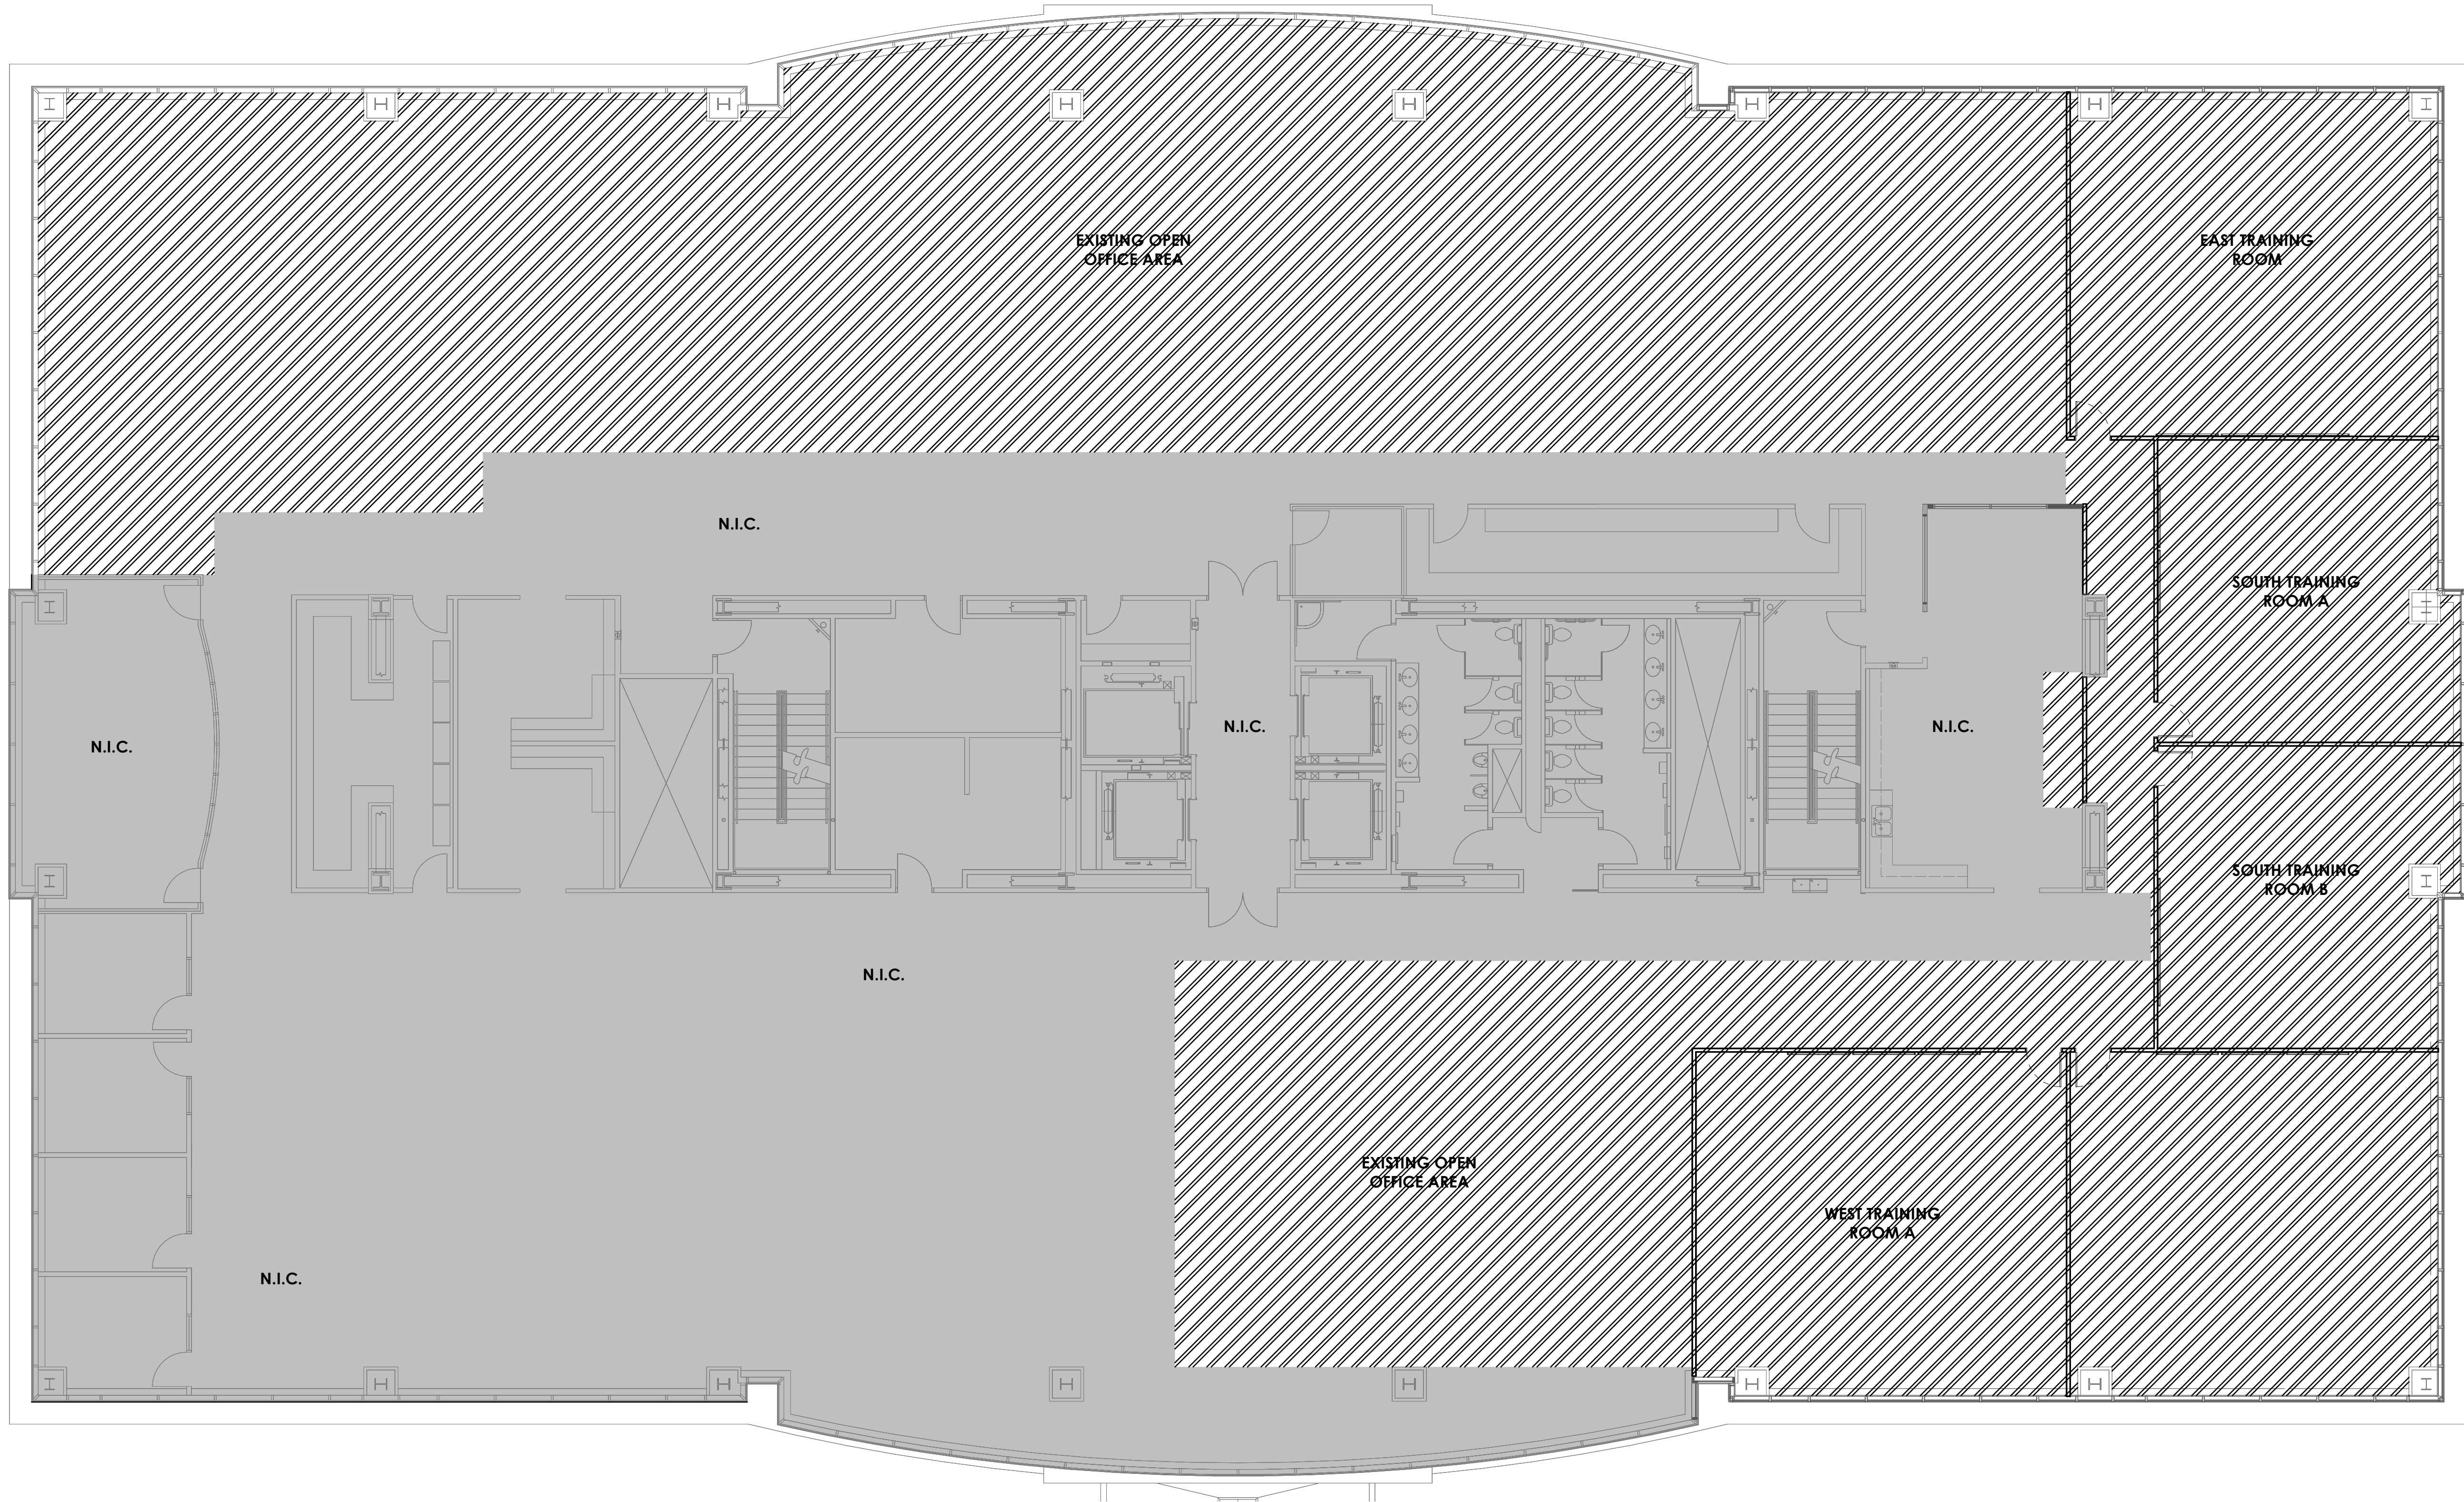 EXISTING OPEN
OFFICE AREA
EAST TRAINING
ROOM
N.I.C.
SOUTH TRAINING
ROOM A
N.I.C.
N.I.C.
N.I.C.
SOUTH TRAINING
ROOM B
N.I.C.
EXISTING OPEN
OFFICE AREA
WEST TRAINING
ROOM A
N.I.C.